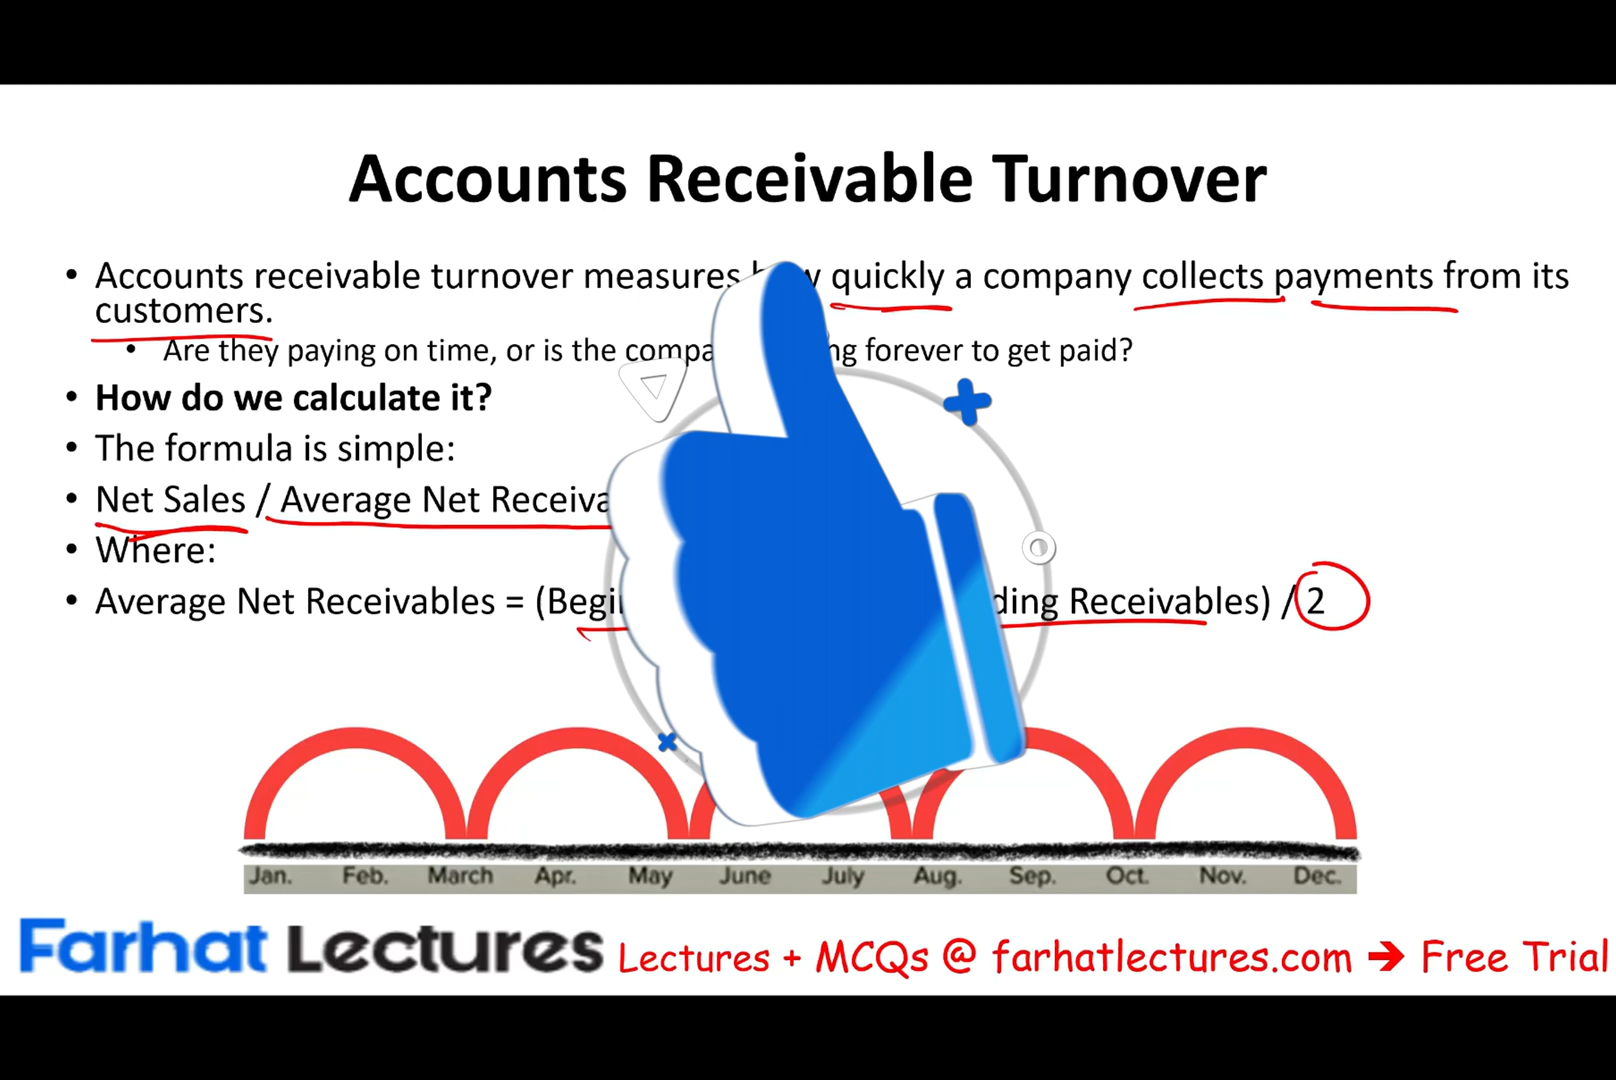 Accounts Receivable Turnover
• Accounts receivable turnover measures quickly a company collects payments from its
customers.
• Are they paying on time, or is the forever to get paid?
• How do we calculate it?
• The formula is simple:
• Net Sales / Average Net
• Where:
• Average Net Receivables = Receivables) / 2
Jan. Feb. March Apr. May June July Aug. Sep. Oct. Nov. Dec.
Farhat Lectures Lectures + MCQs @ farhatlectures.com ➔ Free Trial